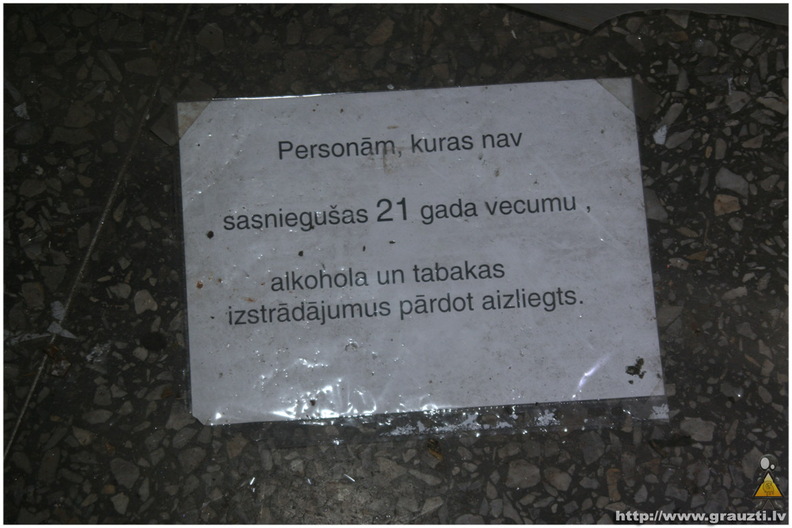 Personām, kuras nav
sasniegušas 21 gada vecumu ,
alkohola un tabakas
izstrādājumus pārdot aizliegts.
http://www.grauzti.lv